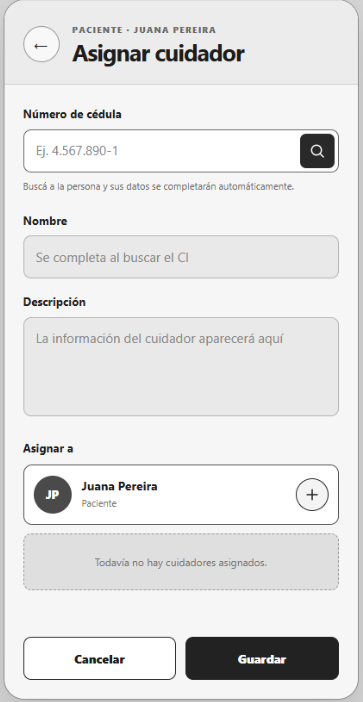 ←
PACIENTE · JUANA PEREIRA
Asignar cuidador
Número de cédula
Ej. 4.567.890-1
Buscá a la persona y sus datos se completarán automáticamente.
Nombre
Se completa al buscar el CI
Descripción
La información del cuidador aparecerá aquí
Asignar a
JP
Juana Pereira
Paciente
+
Todavía no hay cuidadores asignados.
Cancelar
Guardar